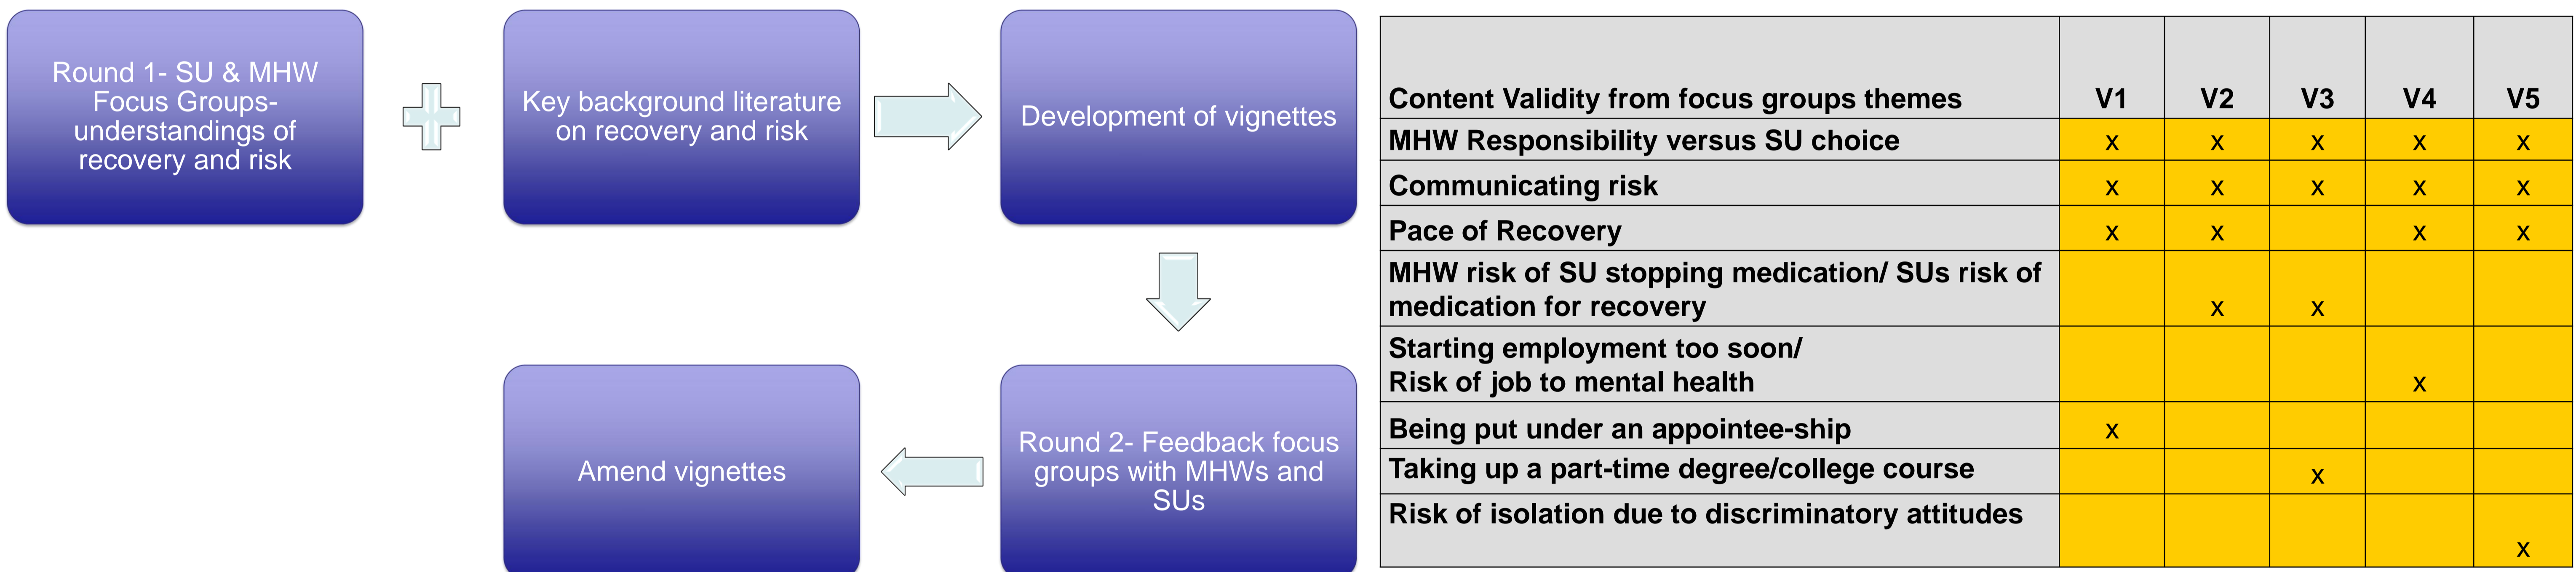 Round 1- SU & MHW
Focus Groups-
understandings of
recovery and risk
Key background literature
on recovery and risk
Development of vignettes
Round 2- Feedback focus
groups with MHWs and
SUs
Amend vignettes
Content Validity from focus groups themes V1 V2 V3 V4 V5
MHW Responsibility versus SU choice x x x x x
Communicating risk x x x x x
Pace of Recovery x x x x
MHW risk of SU stopping medication/ SUs risk of
medication for recovery x x
Starting employment too soon/
Risk of job to mental health x
Being put under an appointee-ship x
Taking up a part-time degree/college course x
Risk of isolation due to discriminatory attitudes
x